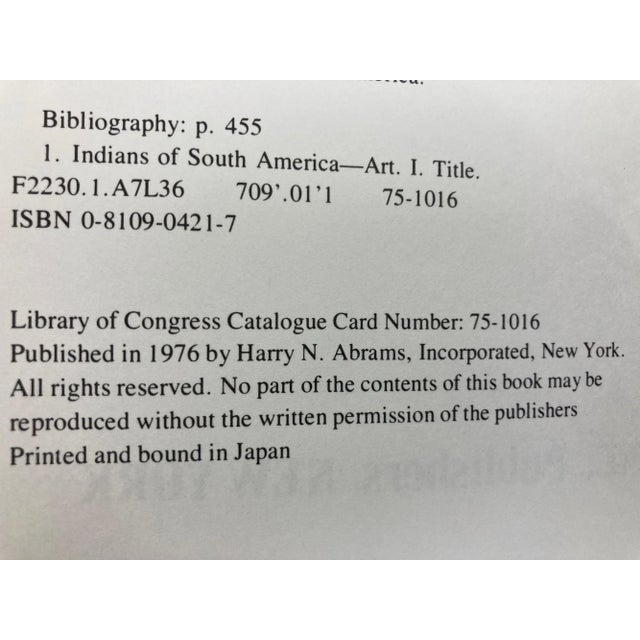 Bibliography: p. 455
1. Indians of South America—Art. I. Title.
F2230.1.A7L36 709'.01'1 75-1016
ISBN 0-8109-0421-7
Library of Congress Catalogue Card Number: 75-1016
Published in 1976 by Harry N. Abrams, Incorporated, New York.
All rights reserved. No part of the contents of this book may be
reproduced without the written permission of the publishers
Printed and bound in Japan